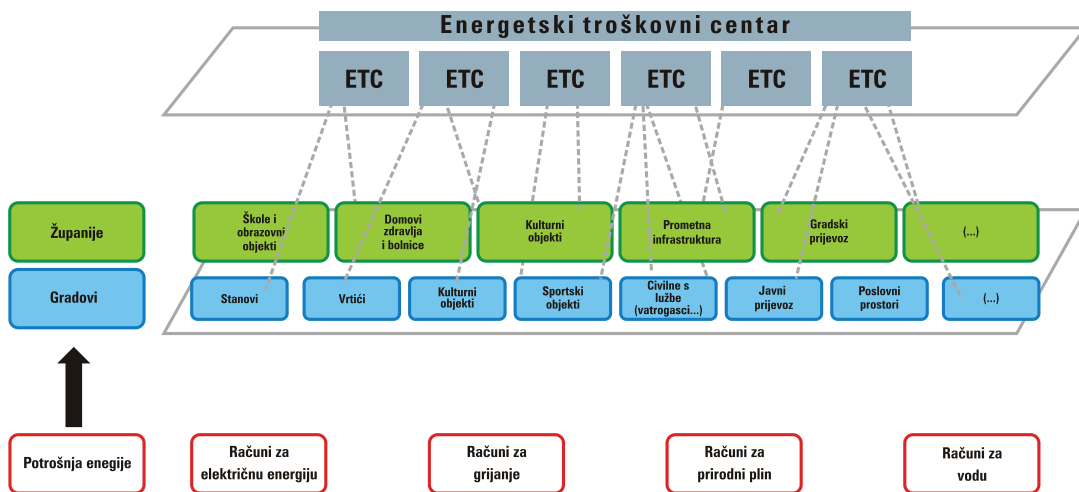 Energetski troškovni centar
ETC
ETC
ETC
ETC
ETC
ETC
Županije
Škole i
obrazovni
objekti
Domovi
zdravlja
i bolnice
Kulturni
objekti
Prometna
infrastruktura
Gradski
prijevoz
(...)
Gradovi
Stanovi
Vrtići
Kulturni
objekti
Sportski
objekti
Civilne s
lužbe
(vatrogasci...)
Javni
prijevoz
Poslovni
prostori
(...)
Potrošnja enegije
Računi za
električnu energiju
Računi za
grijanje
Računi za
prirodni plin
Računi za
vodu